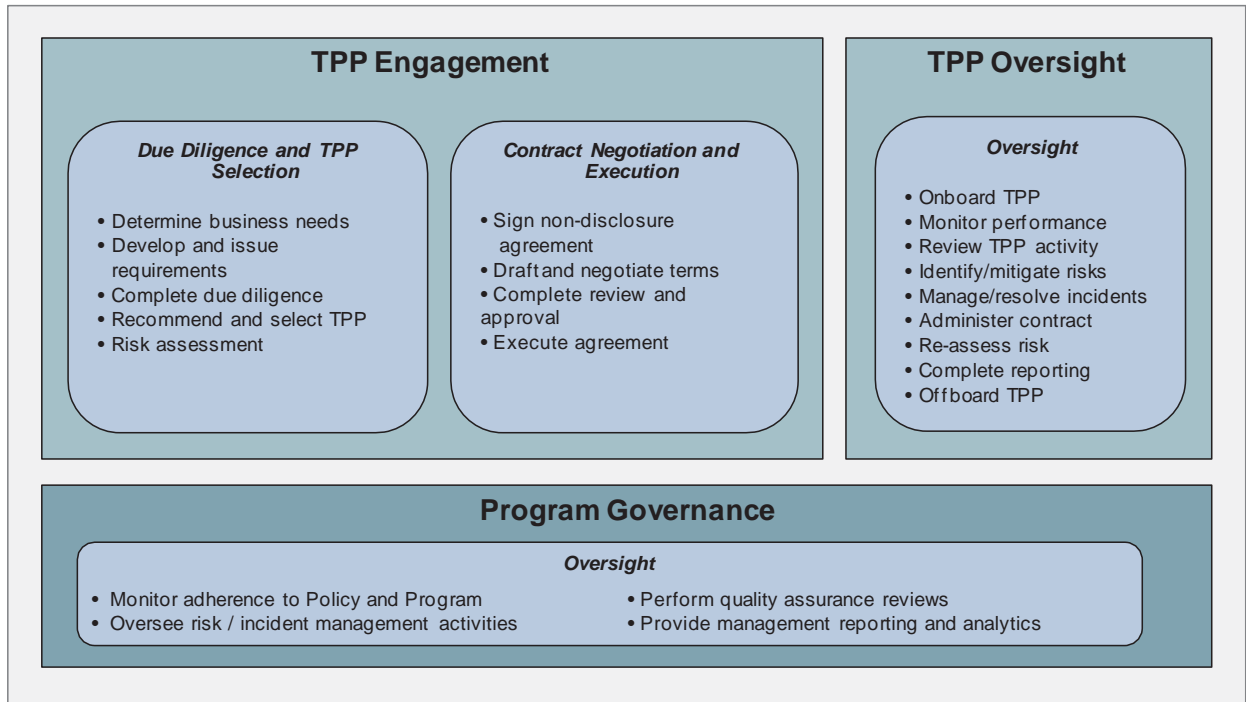 TPP Engagement
Due Diligence and TPP
Selection
• Determine business needs
• Develop and issue
requirements
• Complete due diligence
• Recommend and select TPP
• Risk assessment
Contract Negotiation and
Execution
• Sign non-disclosure
agreement
• Draft and negotiate terms
• Complete review and
approval
• Execute agreement
TPP Oversight
Oversight
• Onboard TPP
• Monitor performance
• Review TPP activity
• Identify/mitigate risks
• Manage/resolve incidents
• Administer contract
• Re-assess risk
• Complete reporting
• Offboard TPP
Program Governance
Oversight
• Monitor adherence to Policy and Program
• Oversee risk / incident management activities
• Perform quality assurance reviews
• Provide management reporting and analytics